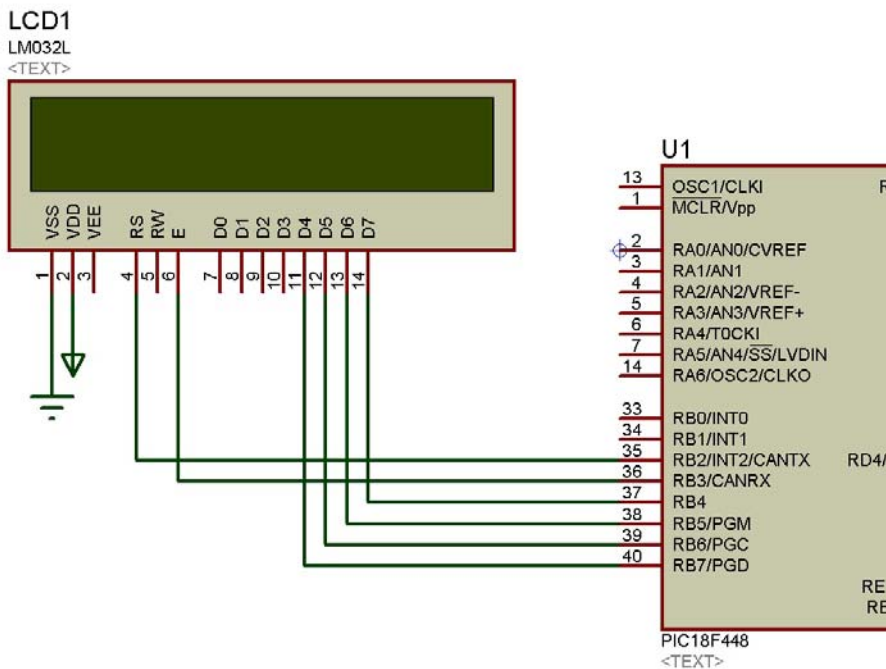 LCD1
LM032L
<TEXT>
VSS
VDD
VEE
RS
RW
E
D0
D1
D2
D3
D4
D5
D6
D7
1
2
3
4
5
6
7
8
9
10
11
12
13
14
U1
13 OSC1/CLKI
1 MCLR/Vpp
2 RA0/AN0/CVREF
3 RA1/AN1
4 RA2/AN2/VREF-
5 RA3/AN3/VREF+
6 RA4/T0CKI
7 RA5/AN4/SS/LVDIN
14 RA6/OSC2/CLKO
33 RB0/INT0
34 RB1/INT1
35 RB2/INT2/CANTX RD4/
36 RB3/CANRX
37 RB4
38 RB5/PGM
39 RB6/PGC
40 RB7/PGD
RE
PIC18F448
<TEXT>